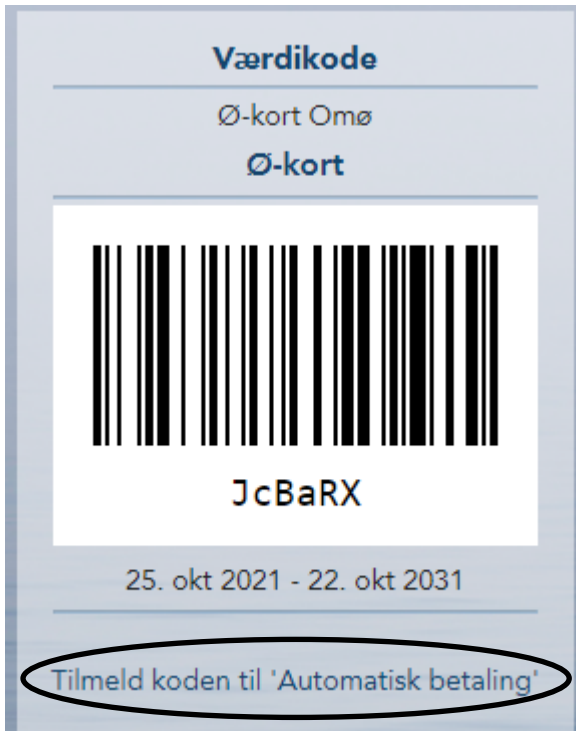 Værdikode
Ø-kort Omø
Ø-kort
JcBaRX
25. okt 2021 - 22. okt 2031
Tilmeld koden til 'Automatisk betaling'